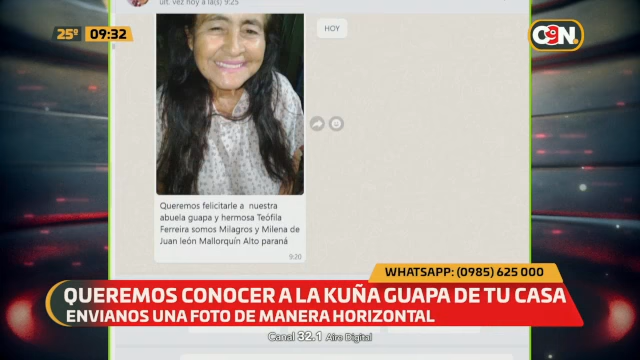 ult. vez hoy a la(s) 9:25
25º 09:32
C9N.
HOY
Queremos felicitarle a nuestra
abuela guapa y hermosa Teófila
Ferreira somos Milagros y Milena de
Juan león Mallorquín Alto paraná
9:20
WHATSAPP: (0985) 625 000
QUEREMOS CONOCER A LA KUÑA GUAPA DE TU CASA
ENVIANOS UNA FOTO DE MANERA HORIZONTAL
Canal 32.1 Aire Digital